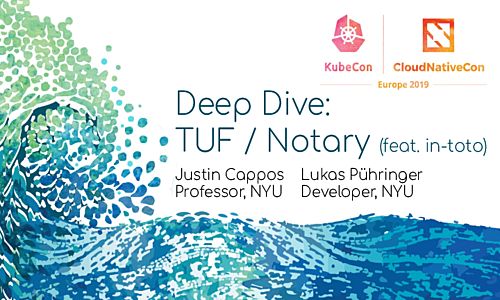 KubeCon
CloudNativeCon
Europe 2019
Deep Dive:
TUF / Notary (feat. in-toto)
Justin Cappos Lukas Pühringer
Professor, NYU Developer, NYU